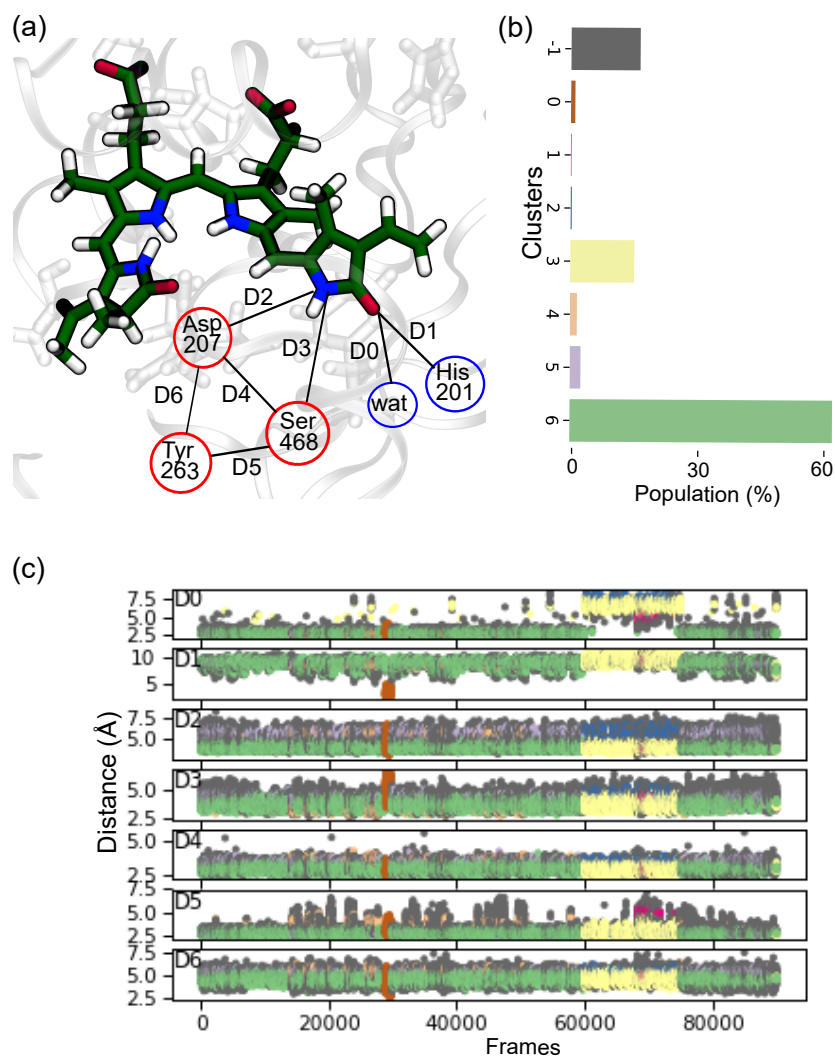 (a)
D2
D1
Asp
207
D3
D0
His
201
D6
D4
wat
Ser
468
Tyr
263
D5
(b)
Clusters
-1
0
1
2
3
4
5
6
0
30
60
Population (%)
(c)
Distance (Å)
7.5
5.0
2.5
D0
10
5
D1
7.5
5.0
D2
5.0
2.5
D3
5.0
2.5
D4
7.5
5.0
2.5
D5
7.5
5.0
2.5
D6
0
20000
40000
60000
80000
Frames